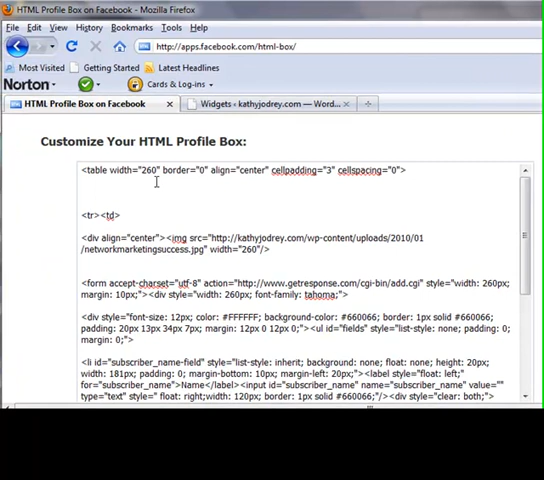 HTML Profile Box on Facebook - Mozilla Firefox
File Edit View History Bookmarks Tools Help
http://apps.facebook.com/html-box/
Most Visited Getting Started Latest Headlines
Norton Cards & Log-ins
HTML Profile Box on Facebook Widgets ‹ kathyjodrey.com — Word...
Customize Your HTML Profile Box:
<table width="260" border="0" align="center" cellpadding="3" cellspacing="0">
<tr><td>
<div align="center"><img src="http://kathyjodrey.com/wp-content/uploads/2010/01
/networkmarketingsuccess.jpg" width="260"/>
<form accept-charset="utf-8" action="http://www.getresponse.com/cgi-bin/add.cgi" style="width: 260px;
margin: 10px;"><div style="width: 260px; font-family: tahoma;">
<div style="font-size: 12px; color: #FFFFFF; background-color: #660066; border: 1px solid #660066;
padding: 20px 13px 34px 7px; margin: 12px 0 12px 0;"><ul id="fields" style="list-style: none; padding: 0;
margin: 0;">
<li id="subscriber_name-field" style="list-style: inherit; background: none; float: none; height: 20px;
width: 181px; padding: 0; margin-bottom: 10px; margin-left: 20px;"><label style="float: left;"
for="subscriber_name">Name</label><input id="subscriber_name" name="subscriber_name" value=""
type="text" style=" float: right;width: 120px; border: 1px solid #660066;"/><div style="clear: both;">